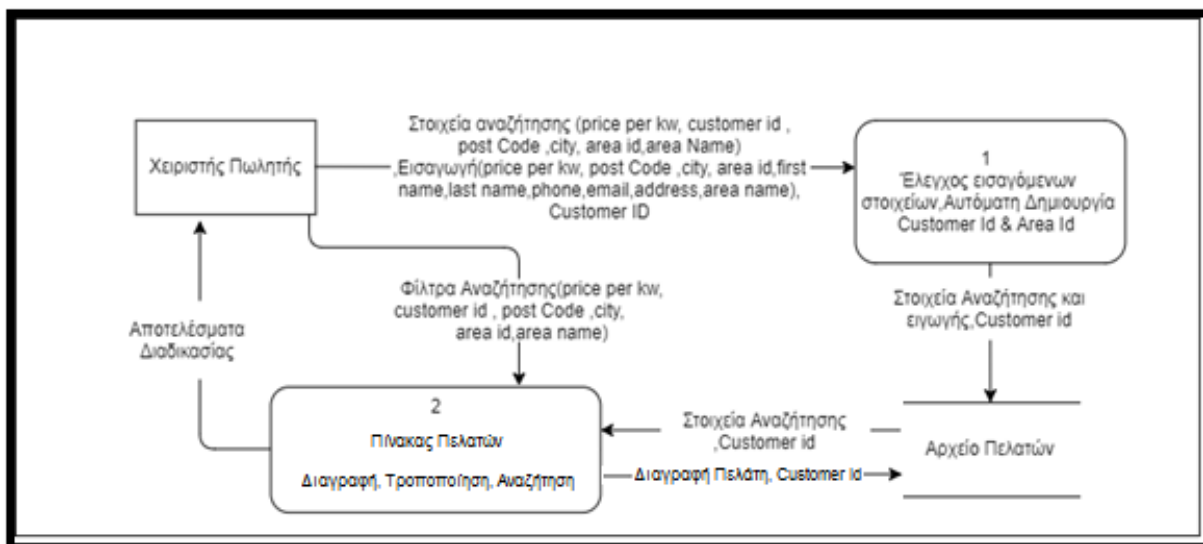 Χειριστής Πωλητής
Στοιχεία αναζήτησης (price per kw, customer id ,
post Code ,city, area id,area Name)
,Εισαγωγή(price per kw, post Code ,city, area id,first
name,last name,phone,email,address,area name),
Customer ID
1
Έλεγχος εισαγόμενων
στοιχείων,Αυτόματη Δημιουργία
Customer Id & Area Id
Φίλτρα Αναζήτησης(price per kw,
customer id , post Code ,city,
area id,area name)
Στοιχεία Αναζήτησης και
ειγωγής,Customer id
Αποτελέσματα
Διαδικασίας
2
Πίνακας Πελατών
Διαγραφή, Τροποποίηση, Αναζήτηση
Στοιχεία Αναζήτησης
,Customer id
Διαγραφή Πελάτη, Customer Id
Αρχείο Πελατών